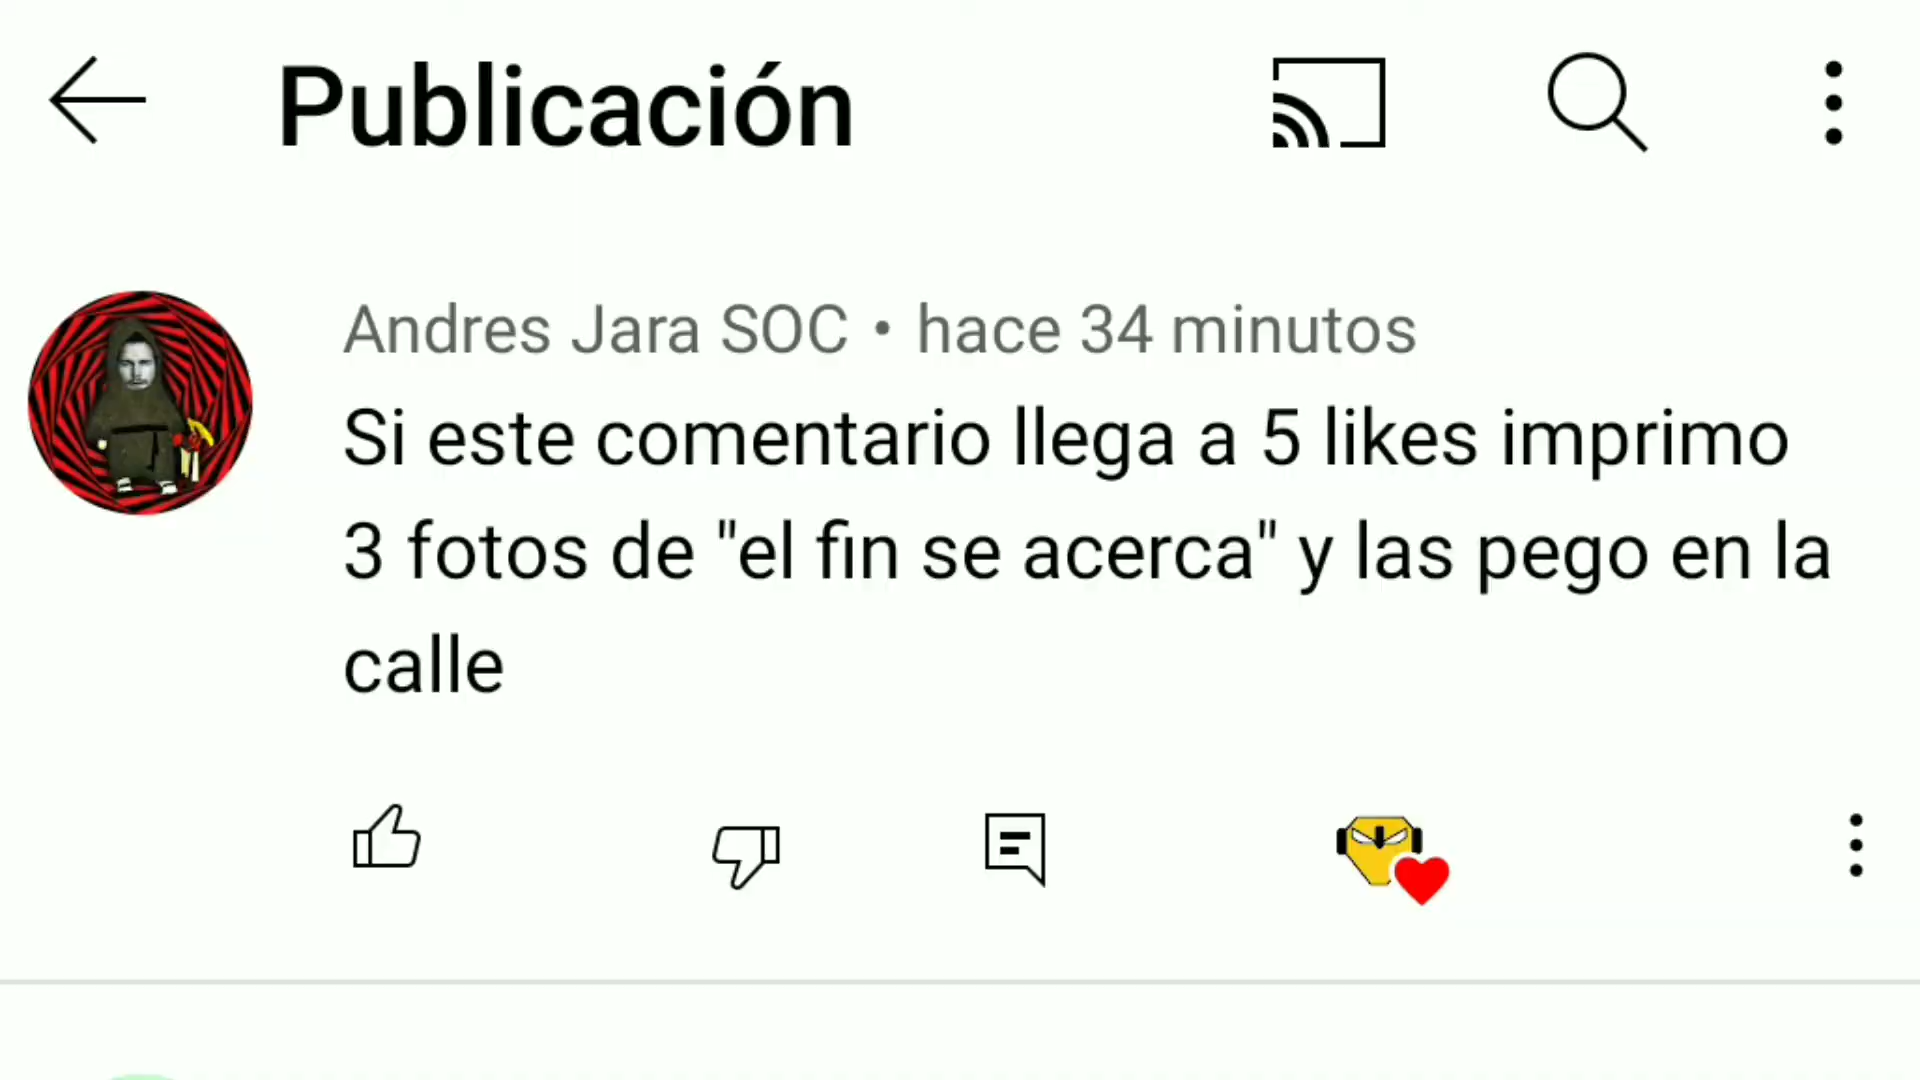 Publicación
Andres Jara SOC • hace 34 minutos
Si este comentario llega a 5 likes imprimo
3 fotos de "el fin se acerca" y las pego en la
calle